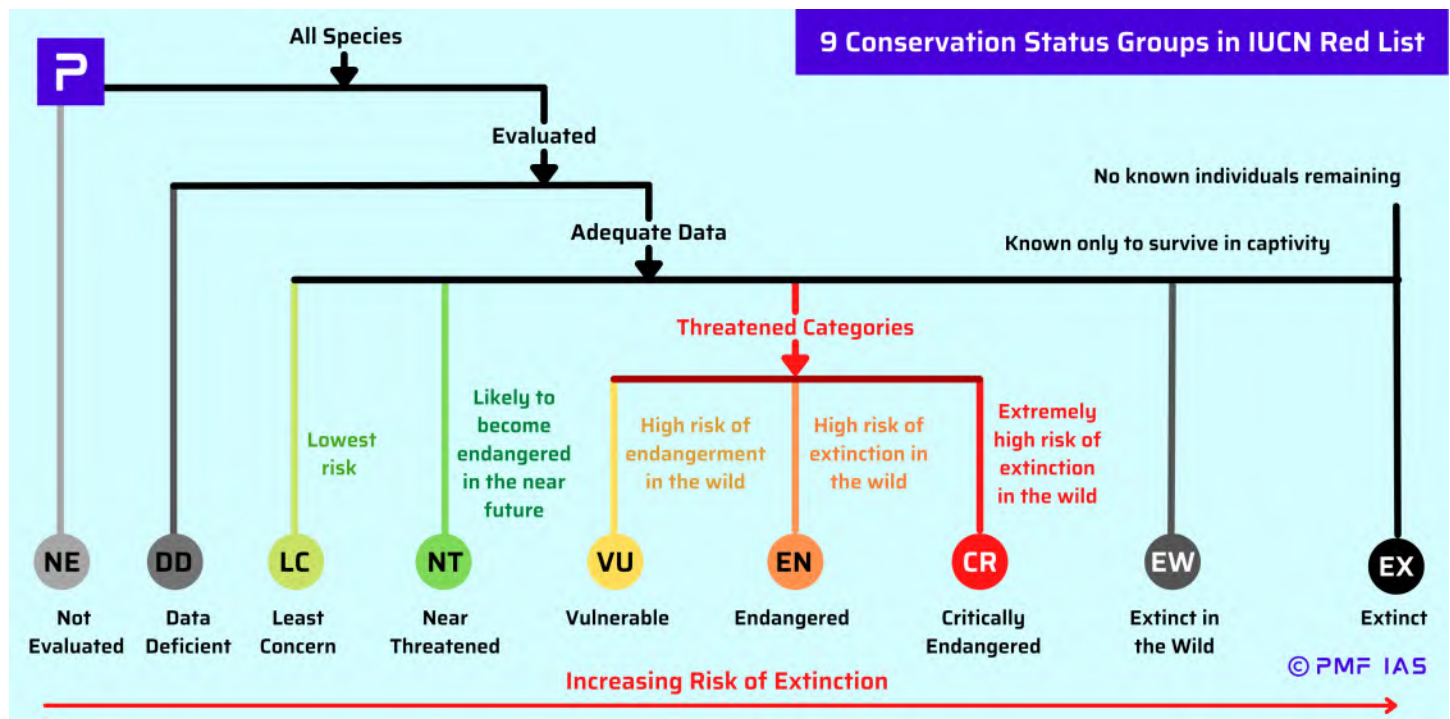 9 Conservation Status Groups in IUCN Red List
P
All Species
Evaluated
No known individuals remaining
Adequate Data
Known only to survive in captivity
Threatened Categories
Lowest
risk
Likely to
become
endangered
in the near
future
High risk of
endangerment
in the wild
High risk of
extinction in
the wild
Extremely
high risk of
extinction
in the wild
NE
DD
LC
NT
VU
EN
CR
EW
EX
Not
Evaluated
Data
Deficient
Least
Concern
Near
Threatened
Vulnerable
Endangered
Critically
Endangered
Extinct in
the Wild
Extinct
© PMF IAS
Increasing Risk of Extinction